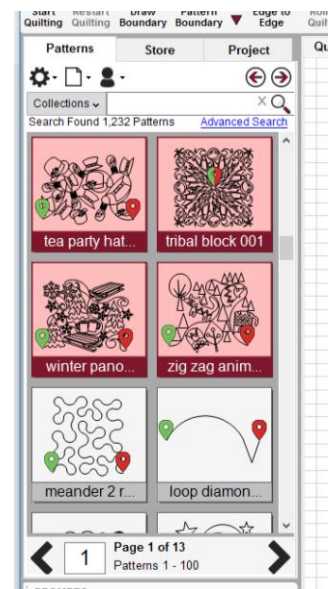 Start Restart Draw Pattern Edge to
Quilting Quilting Boundary Boundary Edge
Patterns Store Project
Collections
Search Found 1,232 Patterns Advanced Search
tea party hat... tribal block 001
winter pano... zig zag anim...
meander 2 r... loop diamon...
1 Page 1 of 13
Patterns 1 - 100